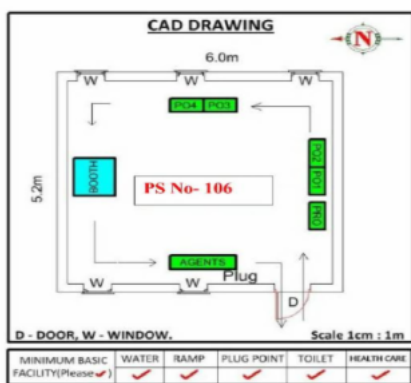 CAD DRAWING
N
6.0m
W W W
PO4 PO3
5.2m
BOOTH
PO2
PO1
PS No- 106
PRO
AGENTS
Plug
W W
D
D - DOOR, W - WINDOW. Scale 1cm : 1m
MINIMUM BASIC FACILITY(Please✓) WATER RAMP PLUG POINT TOILET HEALTH CARE
✓ ✓ ✓ ✓ ✓